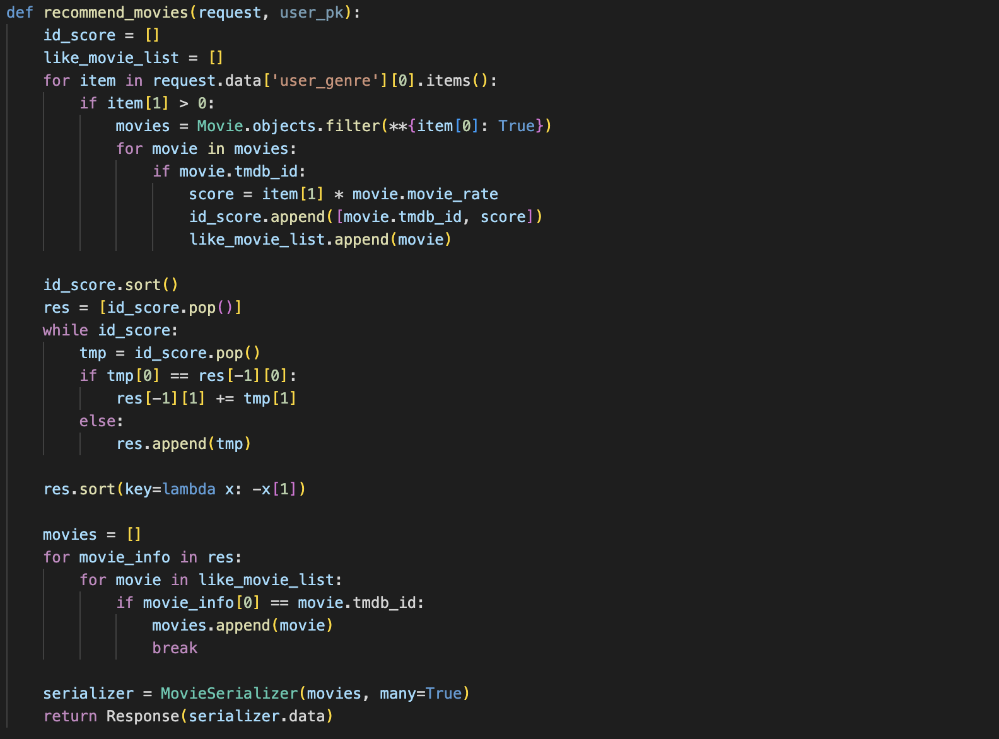 def recommend_movies(request, user_pk):
    id_score = []
    like_movie_list = []
    for item in request.data['user_genre'][0].items():
        if item[1] > 0:
            movies = Movie.objects.filter(**{item[0]: True})
            for movie in movies:
                if movie.tmdb_id:
                    score = item[1] * movie.movie_rate
                    id_score.append([movie.tmdb_id, score])
                    like_movie_list.append(movie)

    id_score.sort()
    res = [id_score.pop()]
    while id_score:
        tmp = id_score.pop()
        if tmp[0] == res[-1][0]:
            res[-1][1] += tmp[1]
        else:
            res.append(tmp)

    res.sort(key=lambda x: -x[1])

    movies = []
    for movie_info in res:
        for movie in like_movie_list:
            if movie_info[0] == movie.tmdb_id:
                movies.append(movie)
                break

    serializer = MovieSerializer(movies, many=True)
    return Response(serializer.data)